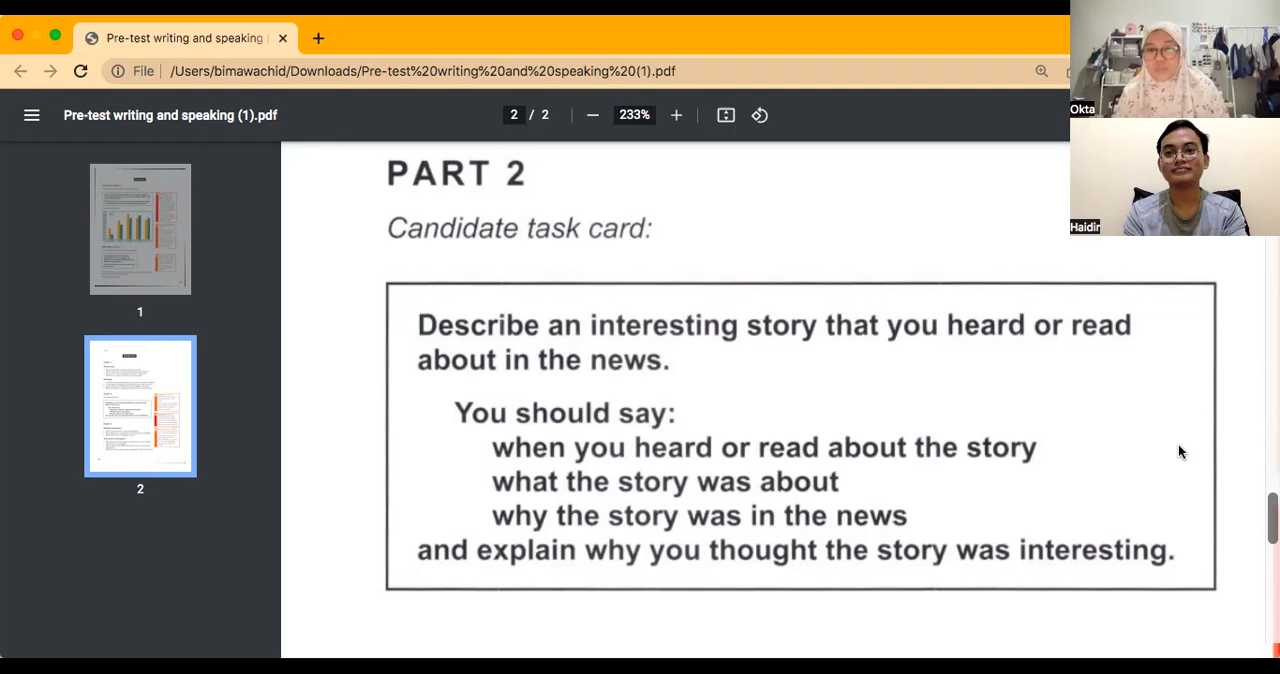 Pre-test writing and speaking (
File
/Users/bimawachid/Downloads/Pre-test%20writing%20and%20speaking%20(1).pdf
Pre-test writing and speaking (1).pdf
2 / 2
233%
Okta
Haidir
1
2
PART 2
Candidate task card:
Describe an interesting story that you heard or read
about in the news.
You should say:
when you heard or read about the story
what the story was about
why the story was in the news
and explain why you thought the story was interesting.